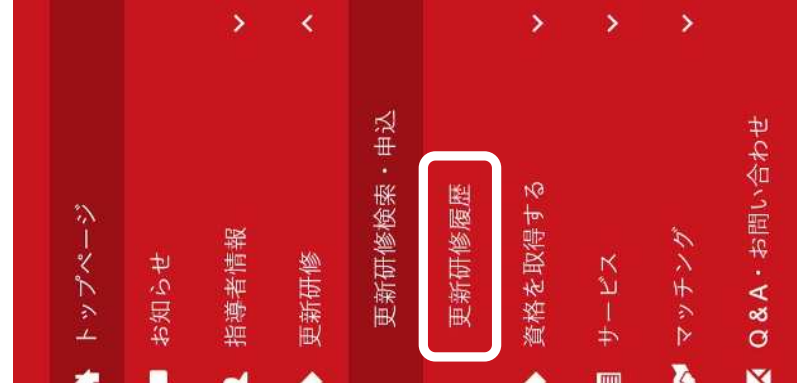 トップページ
お知らせ
指導者情報
更新研修
更新研修検索・申込
更新研修履歴
資格を取得する
サービス
マッチング
Q & A・お問い合わせ